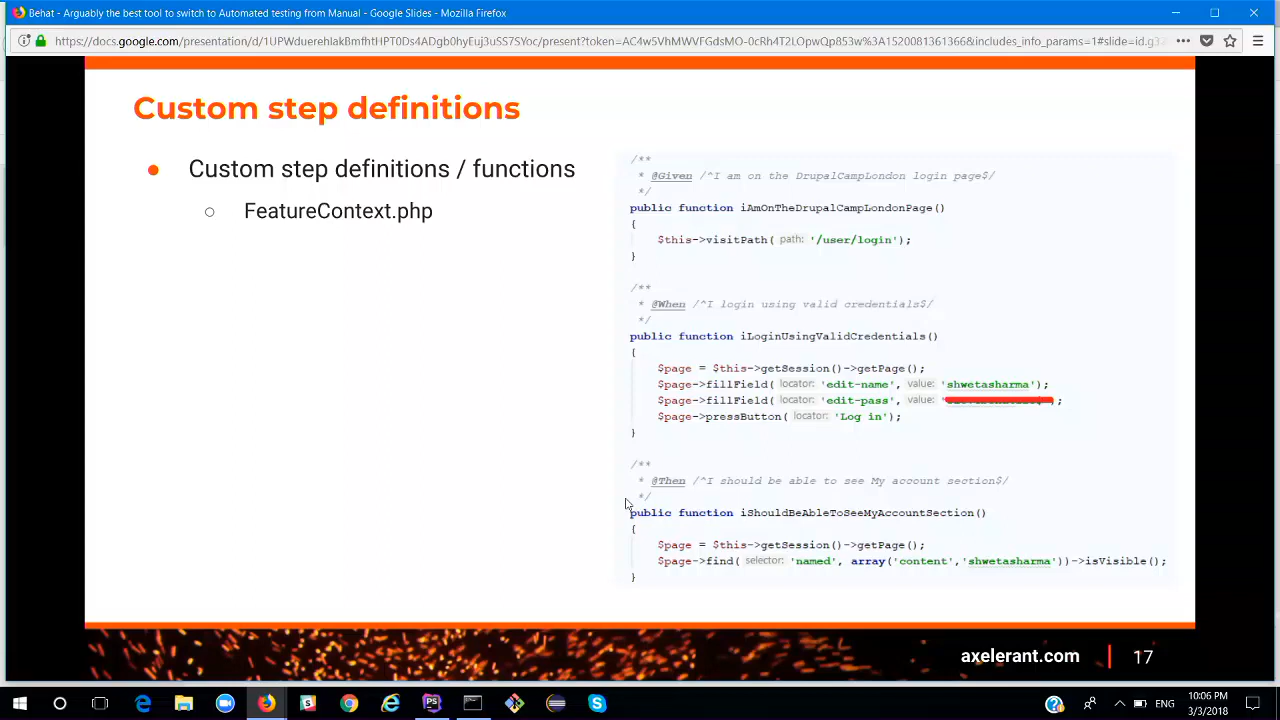 Behat - Arguably the best tool to switch to Automated testing from Manual - Google Slides - Mozilla Firefox
Custom step definitions
Custom step definitions / functions
FeatureContext.php
/**
* @Given /^I am on the DrupalCampLondon login page$/
*/
public function iAmOnTheDrupalCampLondonPage()
{
$this->visitPath( path: '/user/login');
}
/**
* @When /^I login using valid credentials$/
*/
public function iLoginUsingValidCredentials()
{
$page = $this->getSession()->getPage();
$page->fillField( locator: 'edit-name', value: 'shwetasharma');
$page->fillField( locator: 'edit-pass', value: ' );
$page->pressButton( locator: 'Log in');
}
/**
* @Then /^I should be able to see My account section$/
*/
public function iShouldBeAbleToSeeMyAccountSection()
{
$page = $this->getSession()->getPage();
$page->find( selector: 'named', array('content','shwetasharma'))->isVisible();
}
axelerant.com
17
ENG
10:06 PM
3/3/2018